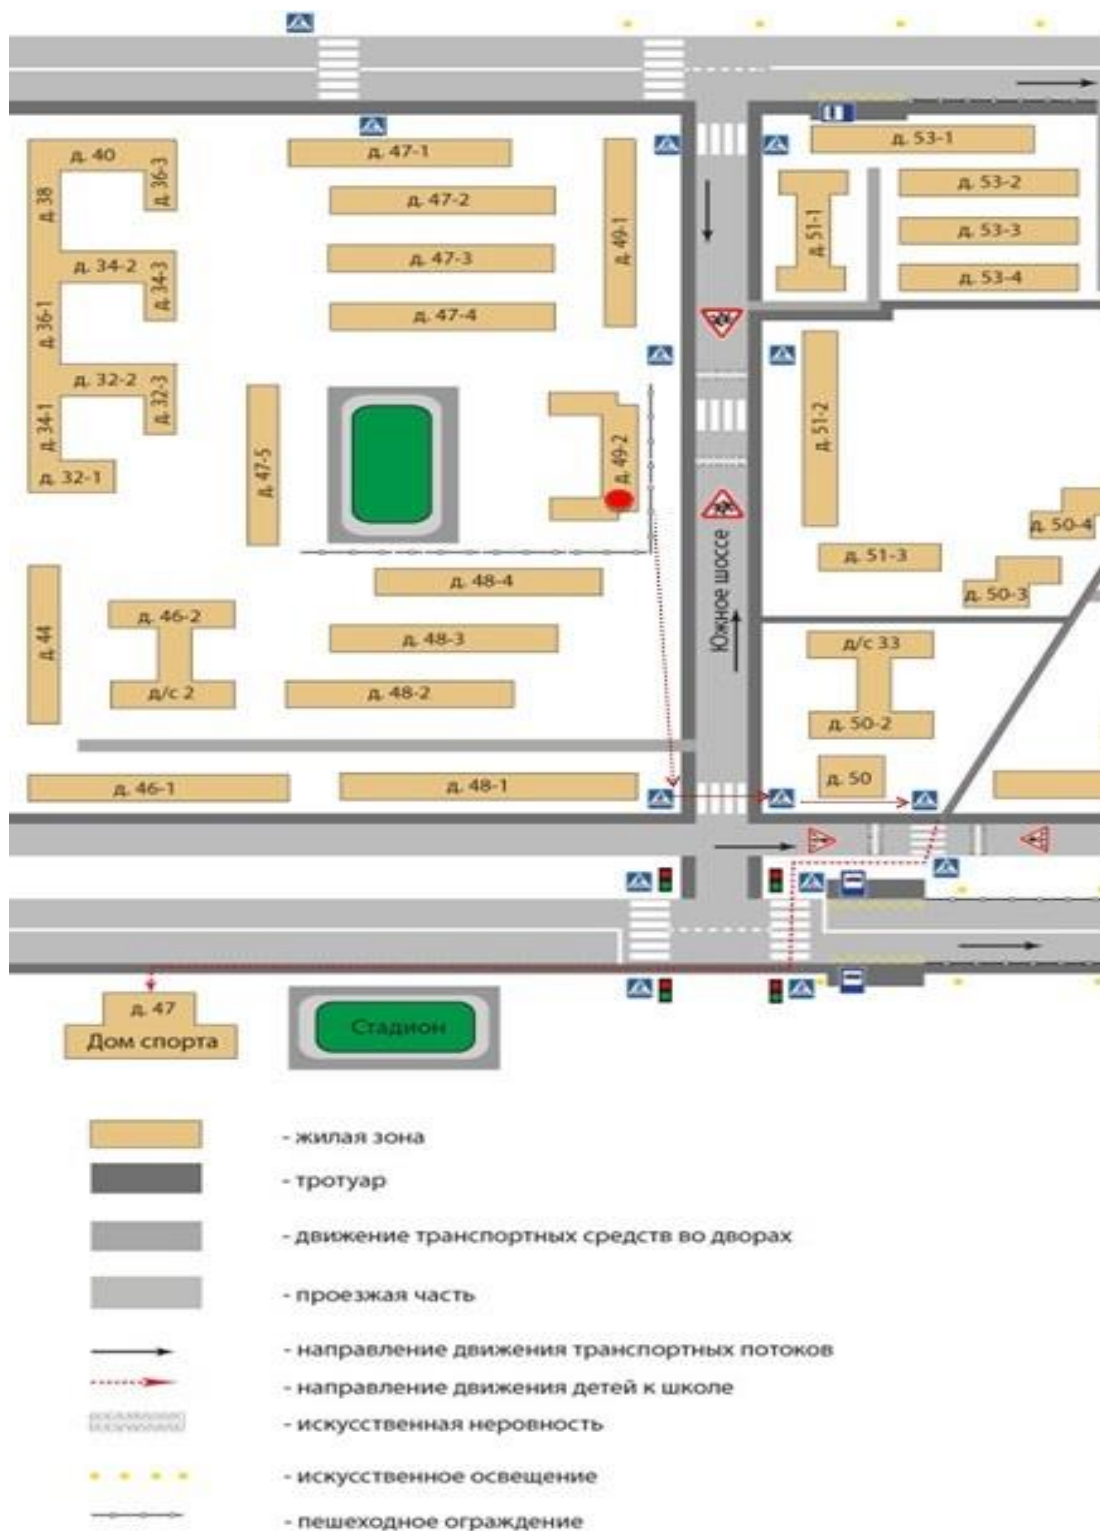 д. 40
д. 36-3
д. 38
д. 34-2
д. 34-3
д. 36-1
д. 32-2
д. 32-3
д. 34-1
д. 32-1
д. 47-1
д. 47-2
д. 47-3
д. 47-4
д. 49-1
д. 53-1
д. 53-2
д. 53-3
д. 53-4
д. 51-1
д. 47-5
д. 49-2
д. 51-2
д. 50-4
д. 51-3
д. 50-3
Южное шоссе
д. 44
д. 46-2
д/с 2
д. 48-4
д. 48-3
д. 48-2
д/с 33
д. 50-2
д. 50
д. 46-1
д. 48-1
д. 47
Дом спорта
Стадион
- жилая зона
- тротуар
- движение транспортных средств во дворах
- проезжая часть
- направление движения транспортных потоков
- направление движения детей к школе
- искусственная неровность
- искусственное освещение
- пешеходное ограждение